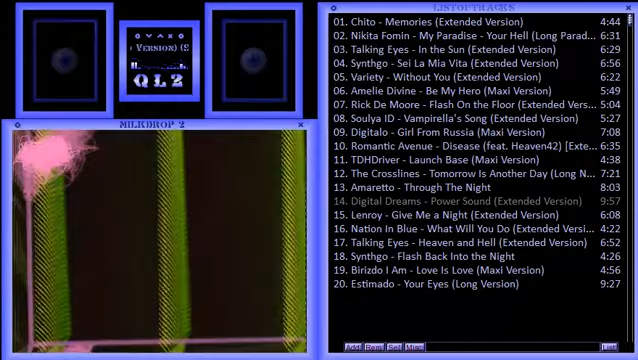 LISTOFTRACKS
Version) (5
QL2
MILKDROP 2
01. Chito - Memories (Extended Version) 4:44
02. Nikita Fomin - My Paradise - Your Hell (Long Parad... 6:31
03. Talking Eyes - In the Sun (Extended Version) 6:29
04. Synthgo - Sei La Mia Vita (Extended Version) 6:56
05. Variety - Without You (Extended Version) 6:22
06. Amelie Divine - Be My Hero (Maxi Version) 5:49
07. Rick De Moore - Flash On the Floor (Extended Vers... 5:04
08. Soulya ID - Vampirella's Song (Extended Version) 5:27
09. Digitalo - Girl From Russia (Maxi Version) 7:08
10. Romantic Avenue - Disease (feat. Heaven42) [Exte... 6:35
11. TDHDriver - Launch Base (Maxi Version) 4:38
12. The Crosslines - Tomorrow Is Another Day (Long N... 7:21
13. Amaretto - Through The Night 8:03
14. Digital Dreams - Power Sound (Extended Version) 9:57
15. Lenroy - Give Me a Night (Extended Version) 6:08
16. Nation In Blue - What Will You Do (Extended Versi... 4:22
17. Talking Eyes - Heaven and Hell (Extended Version) 6:52
18. Synthgo - Flash Back Into the Night 4:26
19. Birizdo I Am - Love Is Love (Maxi Version) 4:56
20. Estimado - Your Eyes (Long Version) 9:27
Add Rem Sel Misc List